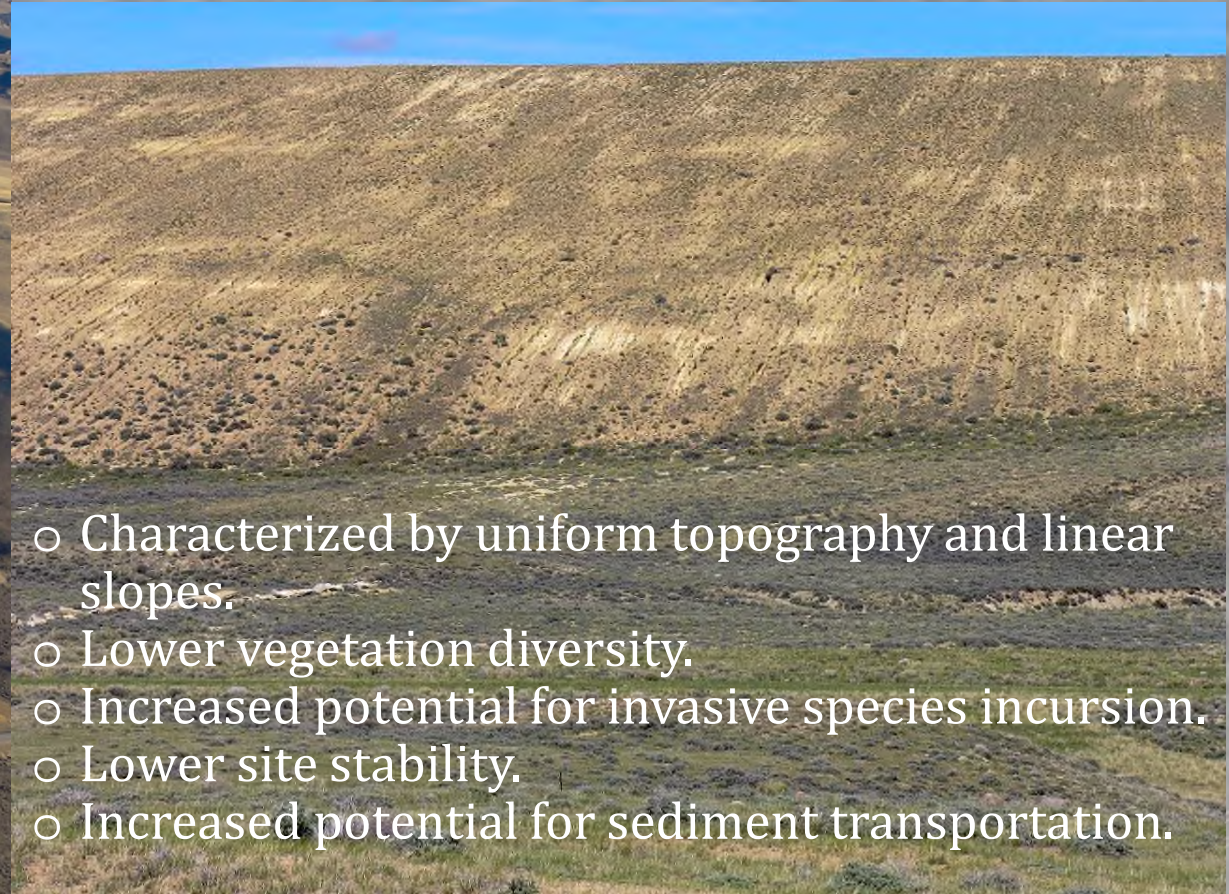 o Characterized by uniform topography and linear
slopes.
o Lower vegetation diversity.
o Increased potential for invasive species incursion.
o Lower site stability.
o Increased potential for sediment transportation.